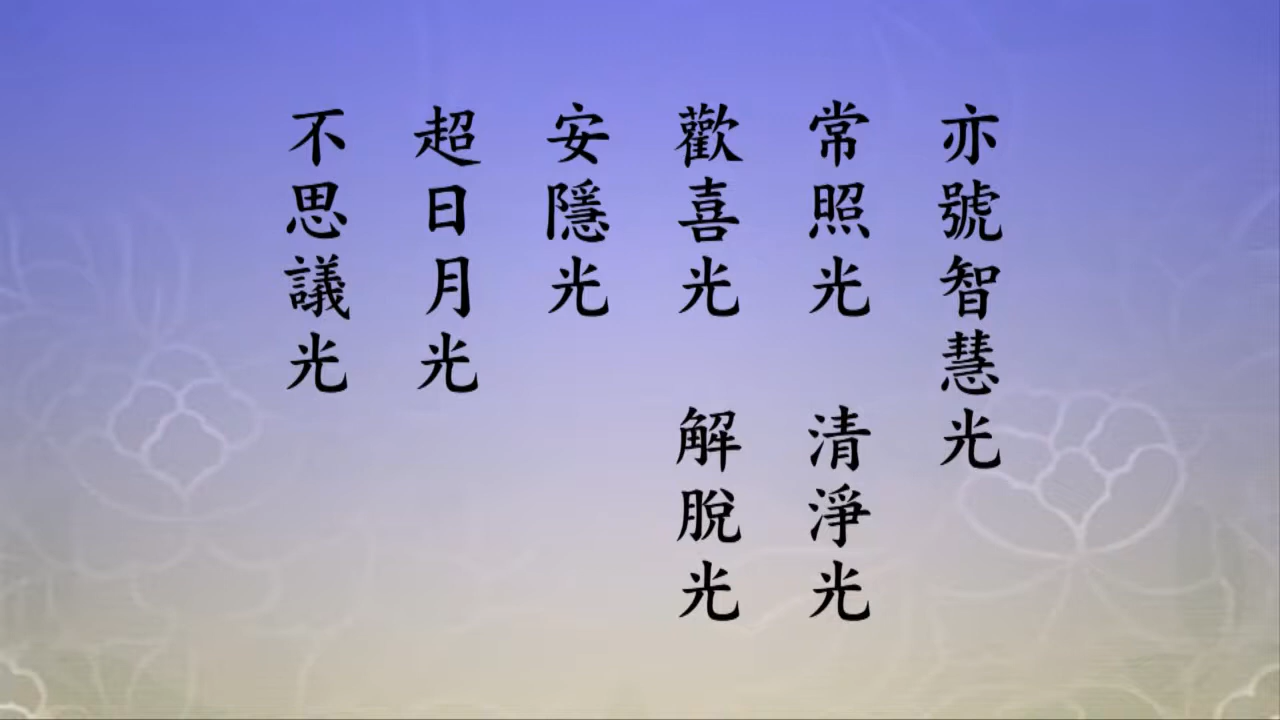 亦號智慧光
常照光　清淨光
歡喜光　解脫光
安隱光
超日月光
不思議光